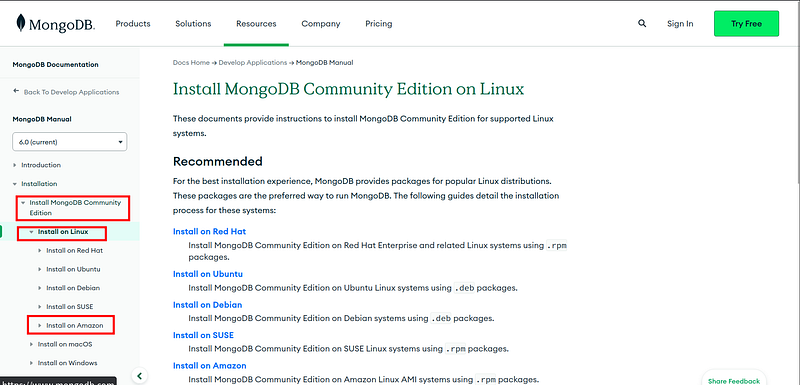 MongoDB. Products Solutions Resources Company Pricing Sign In Try Free
MongoDB Documentation
Back To Develop Applications
MongoDB Manual
6.0 (current)
Introduction
Installation
Install MongoDB Community
Edition
Install on Linux
Install on Red Hat
Install on Ubuntu
Install on Debian
Install on SUSE
Install on Amazon
Install on macOS
Install on Windows
https://www.mongodb.com
Docs Home → Develop Applications → MongoDB Manual
Install MongoDB Community Edition on Linux
These documents provide instructions to install MongoDB Community Edition for supported Linux
systems.
Recommended
For the best installation experience, MongoDB provides packages for popular Linux distributions.
These packages are the preferred way to run MongoDB. The following guides detail the installation
process for these systems:
Install on Red Hat
Install MongoDB Community Edition on Red Hat Enterprise and related Linux systems using .rpm
packages.
Install on Ubuntu
Install MongoDB Community Edition on Ubuntu Linux systems using .deb packages.
Install on Debian
Install MongoDB Community Edition on Debian systems using .deb packages.
Install on SUSE
Install MongoDB Community Edition on SUSE Linux systems using .rpm packages.
Install on Amazon
Install MongoDB Community Edition on Amazon Linux AMI systems using .rpm packages.
Share Feedback